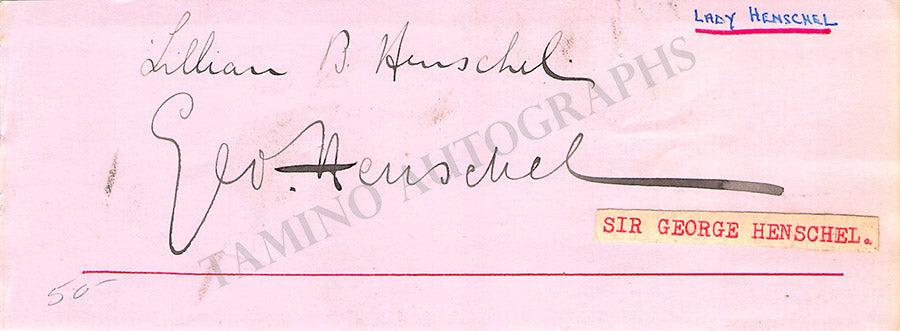 LADY HENSCHEL
Lillian B. Henschel.
Geo. Henschel
TAMINO AUTOGRAPHS
SIR GEORGE HENSCHEL.
50-